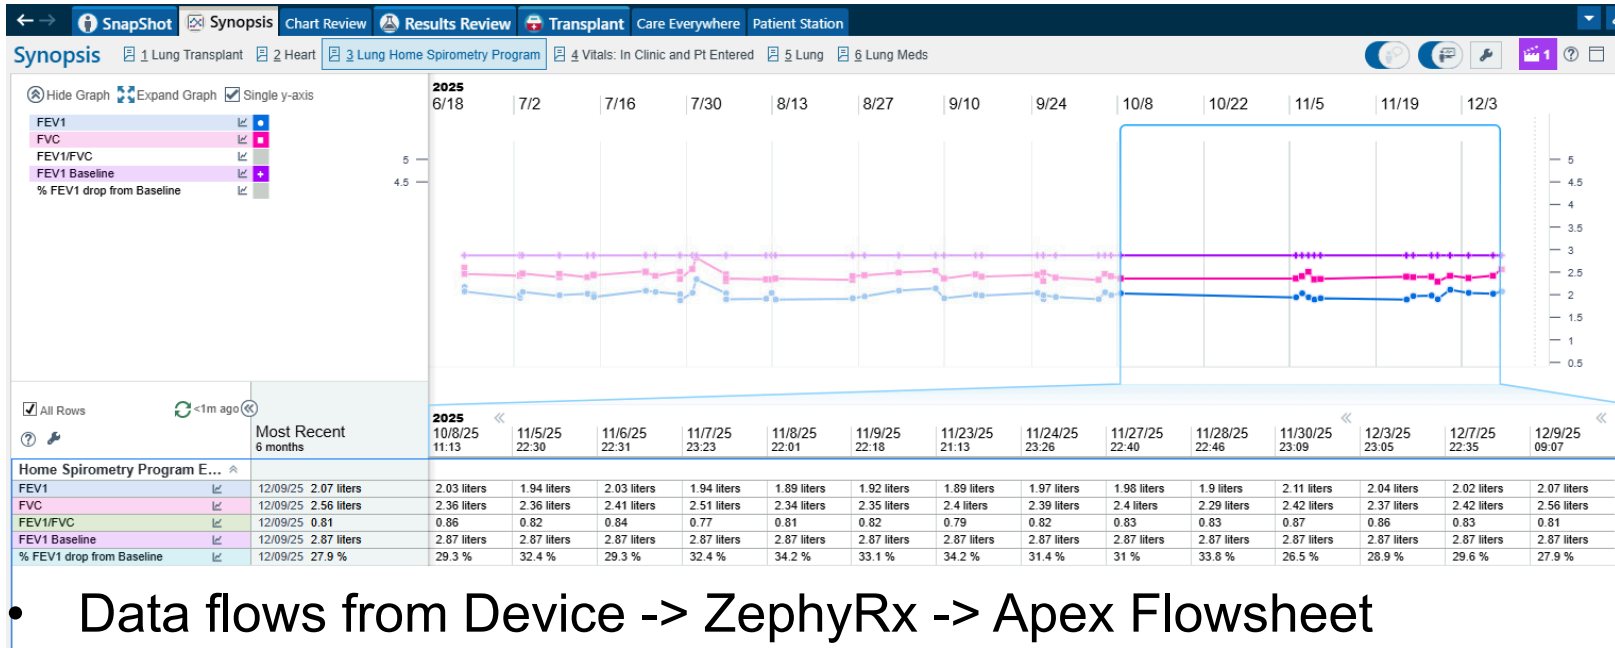 SnapShot Synopsis Chart Review Results Review Transplant Care Everywhere Patient Station
Synopsis 1 Lung Transplant 2 Heart 3 Lung Home Spirometry Program 4 Vitals: In Clinic and Pt Entered 5 Lung 6 Lung Meds 1
Hide Graph Expand Graph Single y-axis
2025
6/18 7/2 7/16 7/30 8/13 8/27 9/10 9/24 10/8 10/22 11/5 11/19 12/3
FEV1
FVC
FEV1/FVC
FEV1 Baseline
% FEV1 drop from Baseline
5
4.5
5
4.5
4
3.5
3
2.5
2
1.5
1
0.5
All Rows <1m ago
Most Recent
6 months
2025
10/8/25 11/5/25 11/6/25 11/7/25 11/8/25 11/9/25 11/23/25 11/24/25 11/27/25 11/28/25 11/30/25 12/3/25 12/7/25 12/9/25
11:13 22:30 22:31 23:23 22:01 22:18 21:13 23:26 22:40 22:46 23:09 23:05 22:35 09:07
Home Spirometry Program E...
FEV1 12/09/25 2.07 liters 2.03 liters 1.94 liters 2.03 liters 1.94 liters 1.89 liters 1.92 liters 1.89 liters 1.97 liters 1.98 liters 1.9 liters 2.11 liters 2.04 liters 2.02 liters 2.07 liters
FVC 12/09/25 2.56 liters 2.36 liters 2.36 liters 2.41 liters 2.51 liters 2.34 liters 2.35 liters 2.4 liters 2.39 liters 2.4 liters 2.29 liters 2.42 liters 2.37 liters 2.42 liters 2.56 liters
FEV1/FVC 12/09/25 0.81 0.86 0.82 0.84 0.77 0.81 0.82 0.79 0.82 0.83 0.83 0.87 0.86 0.83 0.81
FEV1 Baseline 12/09/25 2.87 liters 2.87 liters 2.87 liters 2.87 liters 2.87 liters 2.87 liters 2.87 liters 2.87 liters 2.87 liters 2.87 liters 2.87 liters 2.87 liters 2.87 liters 2.87 liters 2.87 liters
% FEV1 drop from Baseline 12/09/25 27.9 % 29.3 % 32.4 % 29.3 % 32.4 % 34.2 % 33.1 % 34.2 % 31.4 % 31 % 33.8 % 26.5 % 28.9 % 29.6 % 27.9 %
• Data flows from Device -> ZephyRx -> Apex Flowsheet